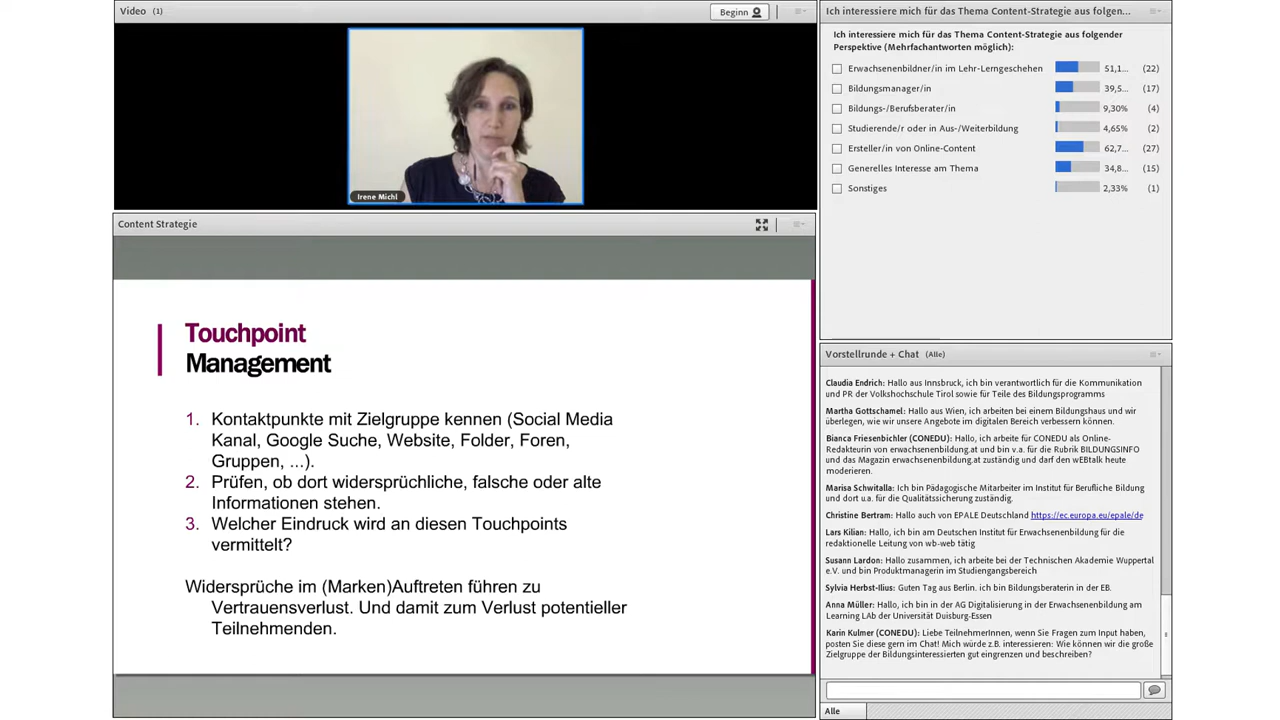 Video (1)
Beginn
Irene Michl
Content Strategie
Touchpoint
Management
1. Kontaktpunkte mit Zielgruppe kennen (Social Media
Kanal, Google Suche, Website, Folder, Foren,
Gruppen, ...).
2. Prüfen, ob dort widersprüchliche, falsche oder alte
Informationen stehen.
3. Welcher Eindruck wird an diesen Touchpoints
vermittelt?
Widersprüche im (Marken)Auftreten führen zu
Vertrauensverlust. Und damit zum Verlust potentieller
Teilnehmenden.
Ich interessiere mich für das Thema Content-Strategie aus folgen...
Ich interessiere mich für das Thema Content-Strategie aus folgender
Perspektive (Mehrfachantworten möglich):
Erwachsenenbildner/in im Lehr-Lerngeschehen 51,1... (22)
Bildungsmanager/in 39,5... (17)
Bildungs-/Berufsberater/in 9,30% (4)
Studierende/r oder in Aus-/Weiterbildung 4,65% (2)
Ersteller/in von Online-Content 62,7... (27)
Generelles Interesse am Thema 34,8... (15)
Sonstiges 2,33% (1)
Vorstellrunde + Chat (Alle)
Claudia Endrich: Hallo aus Innsbruck, ich bin verantwortlich für die Kommunikation
und PR der Volkshochschule Tirol sowie für Teile des Bildungsprogramms
Martha Gottschamel: Hallo aus Wien, ich arbeiten bei einem Bildungshaus und wir
überlegen, wie wir unsere Angebote im digitalen Bereich verbessern können.
Bianca Friesenbichler (CONEDU): Hallo, ich arbeite für CONEDU als Online-
Redakteurin von erwachsenenbildung.at und bin v.a. für die Rubrik BILDUNGSINFO
und das Magazin erwachsenenbildung.at zuständig und darf den wEBtalk heute
moderieren.
Marisa Schwitalla: Ich bin Pädagogische Mitarbeiter im Institut für Berufliche Bildung
und dort u.a. für die Qualitätssicherung zuständig.
Christine Bertram: Hallo auch von EPALE Deutschland https://ec.europa.eu/epale/de
Lars Kilian: Hallo, ich bin am Deutschen Institut für Erwachsenenbildung für die
redaktionelle Leitung von wb-web tätig
Susann Lardon: Hallo zusammen, ich arbeite bei der Technischen Akademie Wuppertal
e.V. und bin Produktmanagerin im Studiengangsbereich
Sylvia Herbst-Ilius: Guten Tag aus Berlin. ich bin Bildungsberaterin in der EB.
Anna Müller: Hallo, ich bin in der AG Digitalisierung in der Erwachsenenbildung am
Learning LAb der Universität Duisburg-Essen
Karin Kulmer (CONEDU): Liebe TeilnehmerInnen, wenn Sie Fragen zum Input haben,
posten Sie diese gern im Chat! Mich würde z.B. interessieren: Wie können wir die große
Zielgruppe der Bildungsinteressierten gut eingrenzen und beschreiben?
Alle